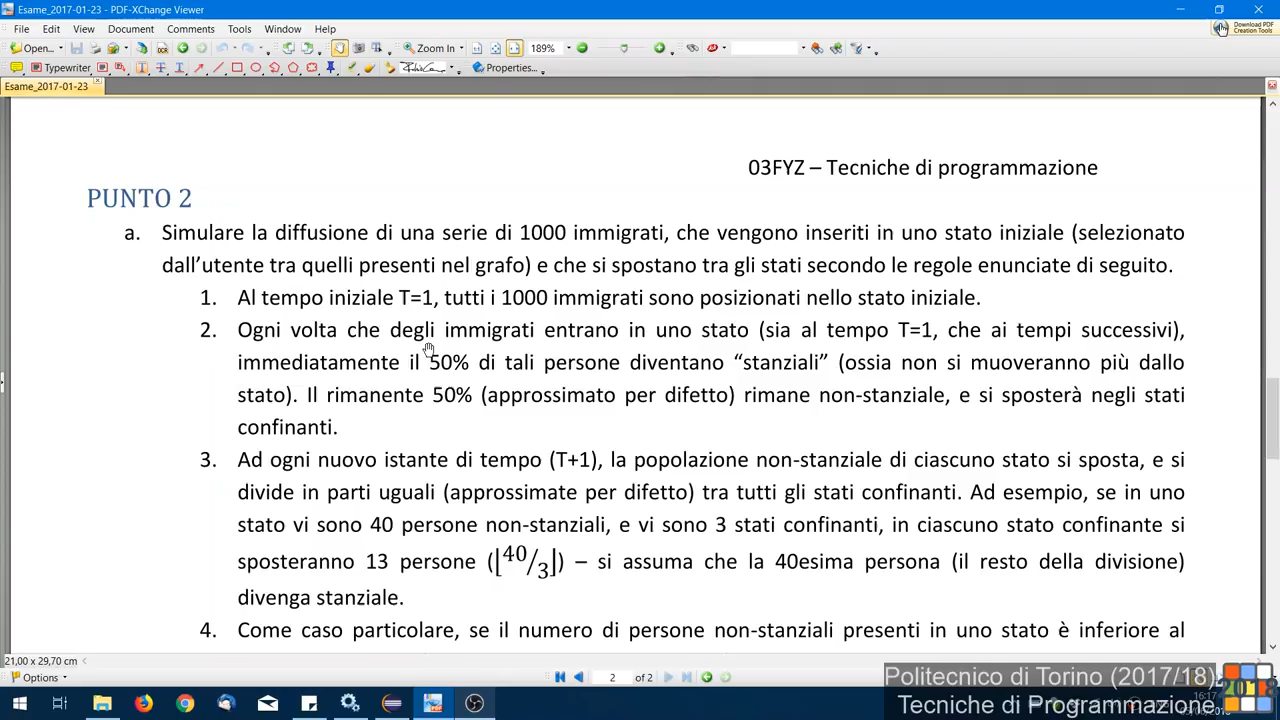 Esame_2017-01-23 - PDF-XChange Viewer
File Edit View Document Comments Tools Window Help
Download PDF
Creation Tools
Open... Zoom In 189%
Typewriter Properties...
Esame_2017-01-23
03FYZ – Tecniche di programmazione
PUNTO 2
a. Simulare la diffusione di una serie di 1000 immigrati, che vengono inseriti in uno stato iniziale (selezionato
dall’utente tra quelli presenti nel grafo) e che si spostano tra gli stati secondo le regole enunciate di seguito.
1. Al tempo iniziale T=1, tutti i 1000 immigrati sono posizionati nello stato iniziale.
2. Ogni volta che degli immigrati entrano in uno stato (sia al tempo T=1, che ai tempi successivi),
immediatamente il 50% di tali persone diventano “stanziali” (ossia non si muoveranno più dallo
stato). Il rimanente 50% (approssimato per difetto) rimane non-stanziale, e si sposterà negli stati
confinanti.
3. Ad ogni nuovo istante di tempo (T+1), la popolazione non-stanziale di ciascuno stato si sposta, e si
divide in parti uguali (approssimate per difetto) tra tutti gli stati confinanti. Ad esempio, se in uno
stato vi sono 40 persone non-stanziali, e vi sono 3 stati confinanti, in ciascuno stato confinante si
sposteranno 13 persone (⌊40/3⌋) – si assuma che la 40esima persona (il resto della divisione)
divenga stanziale.
4. Come caso particolare, se il numero di persone non-stanziali presenti in uno stato è inferiore al
21,00 x 29,70 cm
Options 2 of 2
Politecnico di Torino (2017/18)
Tecniche di Programmazione
2018
16:17